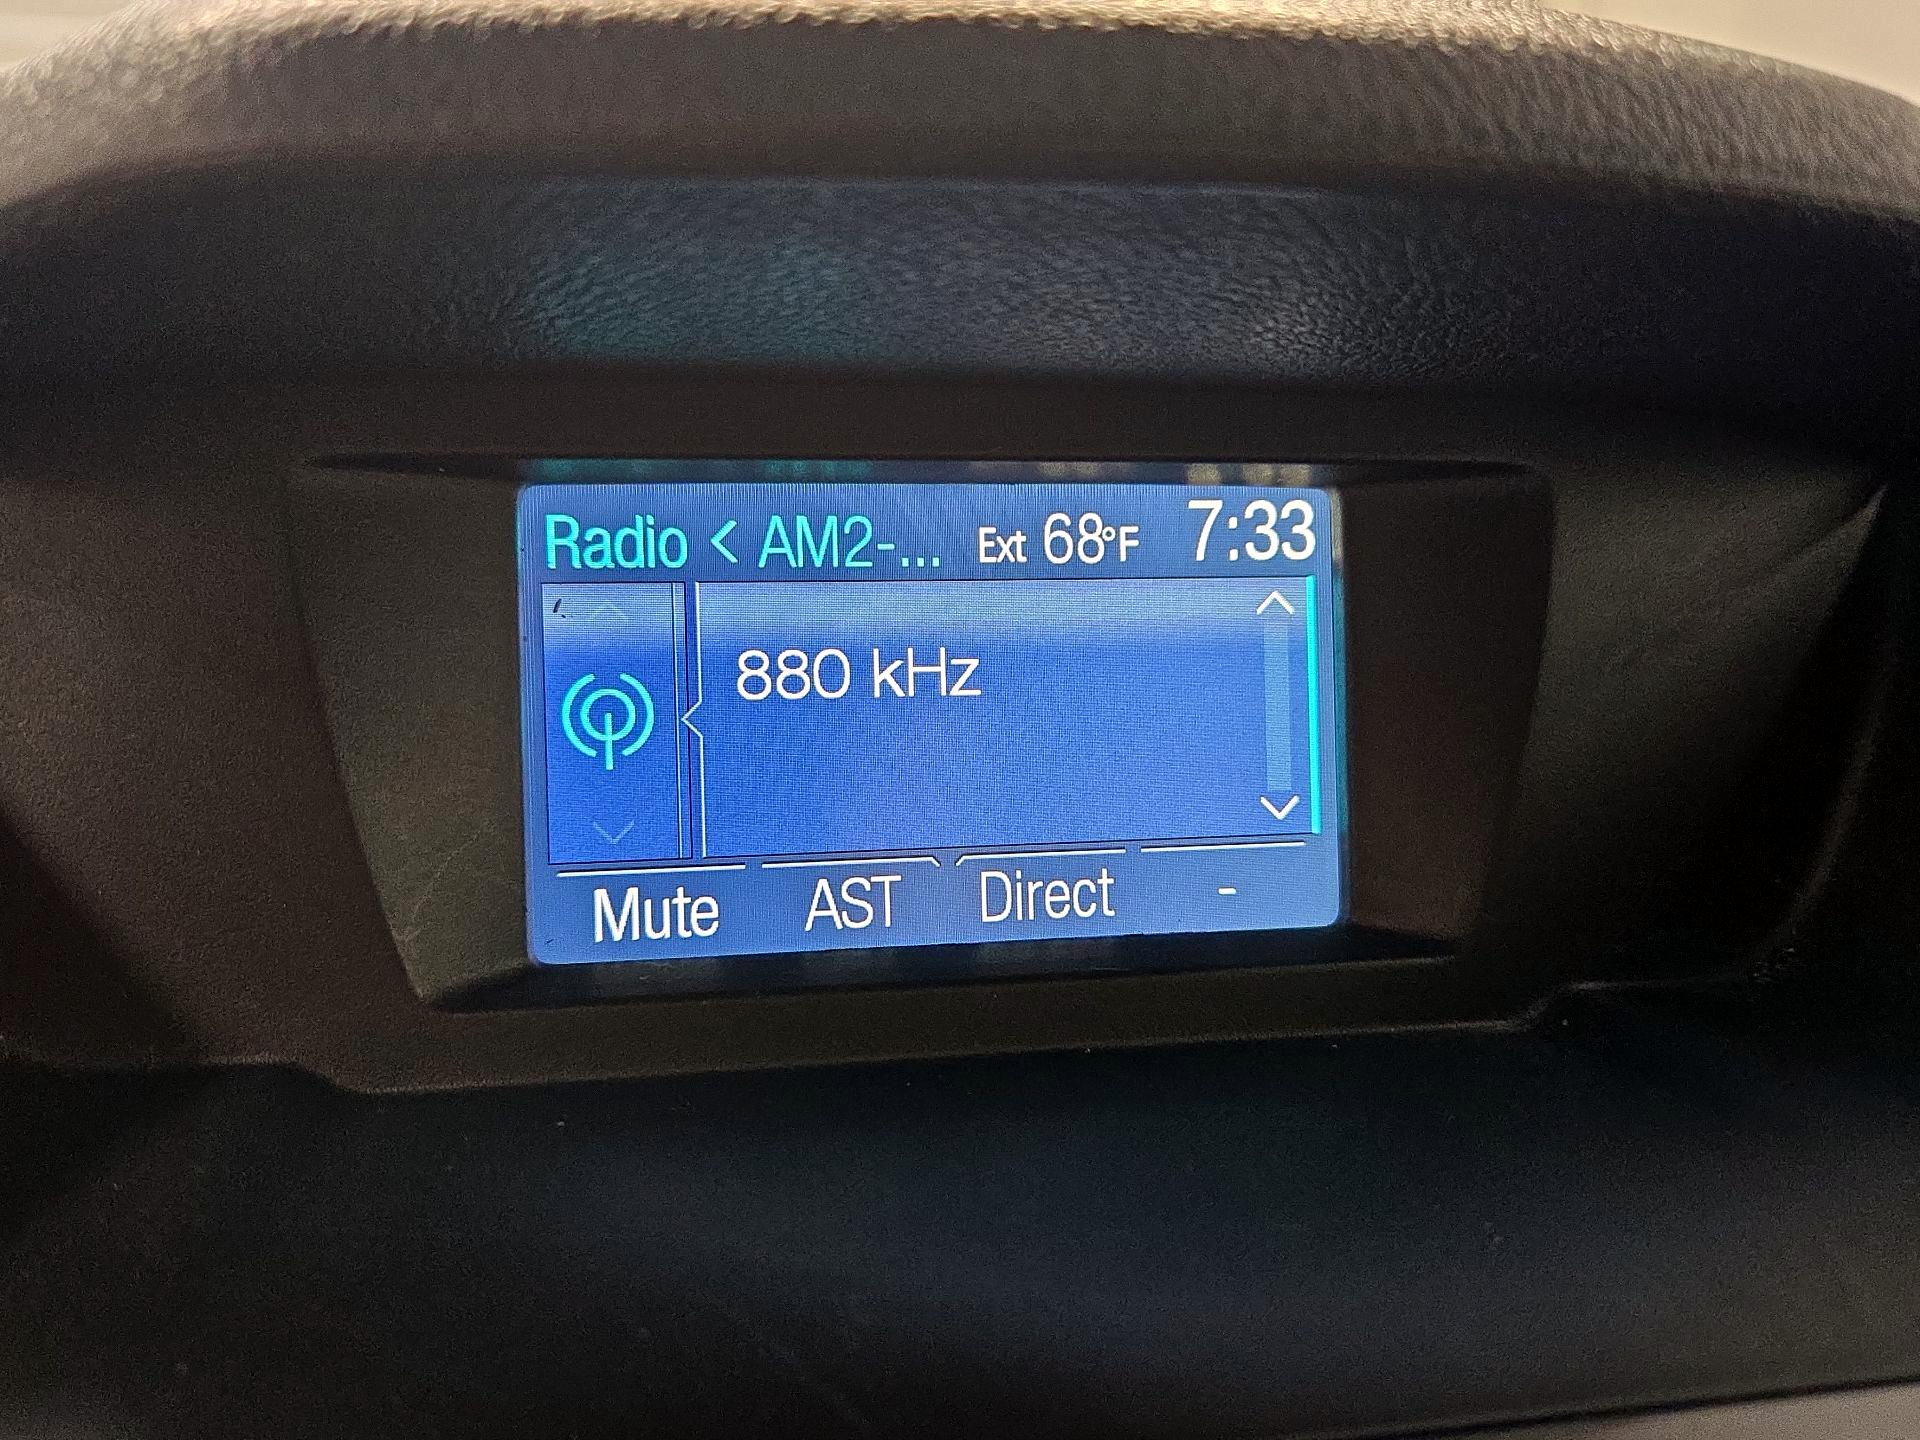 Radio < AM2-... Ext 68°F 7:33
880 kHz
Mute AST Direct -